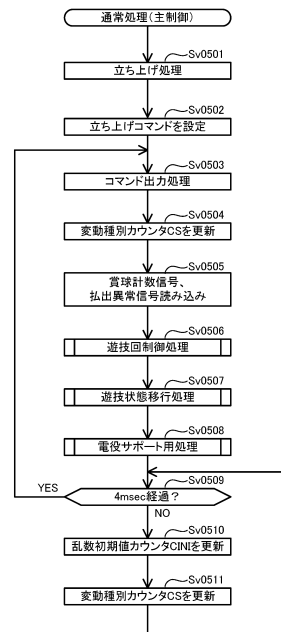 通常処理(主制御)
Sv0501
立ち上げ処理
Sv0502
立ち上げコマンドを設定
Sv0503
コマンド出力処理
Sv0504
変動種別カウンタCSを更新
Sv0505
賞球計数信号、
払出異常信号読み込み
Sv0506
遊技回制御処理
Sv0507
遊技状態移行処理
Sv0508
電役サポート用処理
Sv0509
YES
4msec経過?
NO
Sv0510
乱数初期値カウンタCINIを更新
Sv0511
変動種別カウンタCSを更新